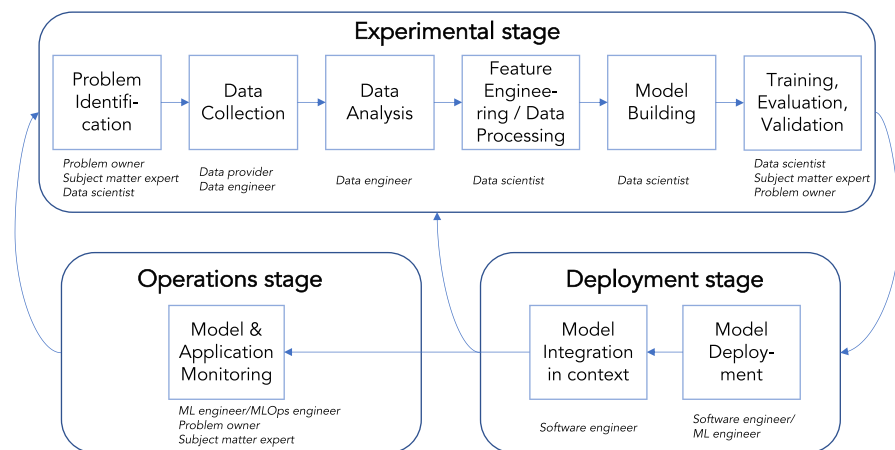 Experimental stage
Problem
Identifi-
cation
Data
Collection
Data
Analysis
Feature
Enginee-
ring / Data
Processing
Model
Building
Training,
Evaluation,
Validation
Problem owner
Subject matter expert
Data scientist
Data provider
Data engineer
Data engineer
Data scientist
Data scientist
Data scientist
Subject matter expert
Problem owner
Operations stage
Model &
Application
Monitoring
ML engineer/MLOps engineer
Problem owner
Subject matter expert
Deployment stage
Model
Integration
in context
Software engineer
Model
Deploy-
ment
Software engineer/
ML engineer